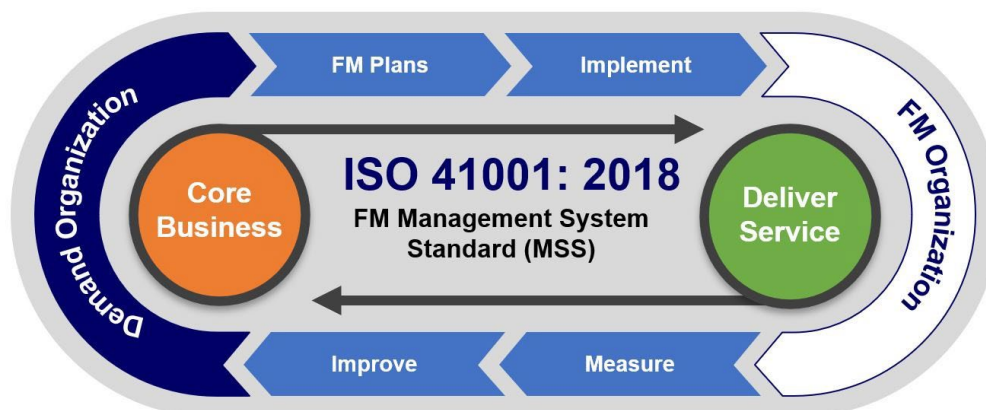 Demand Organization
FM Plans
Implement
FM Organization
Core
Business
ISO 41001: 2018
FM Management System
Standard (MSS)
Deliver
Service
Improve
Measure